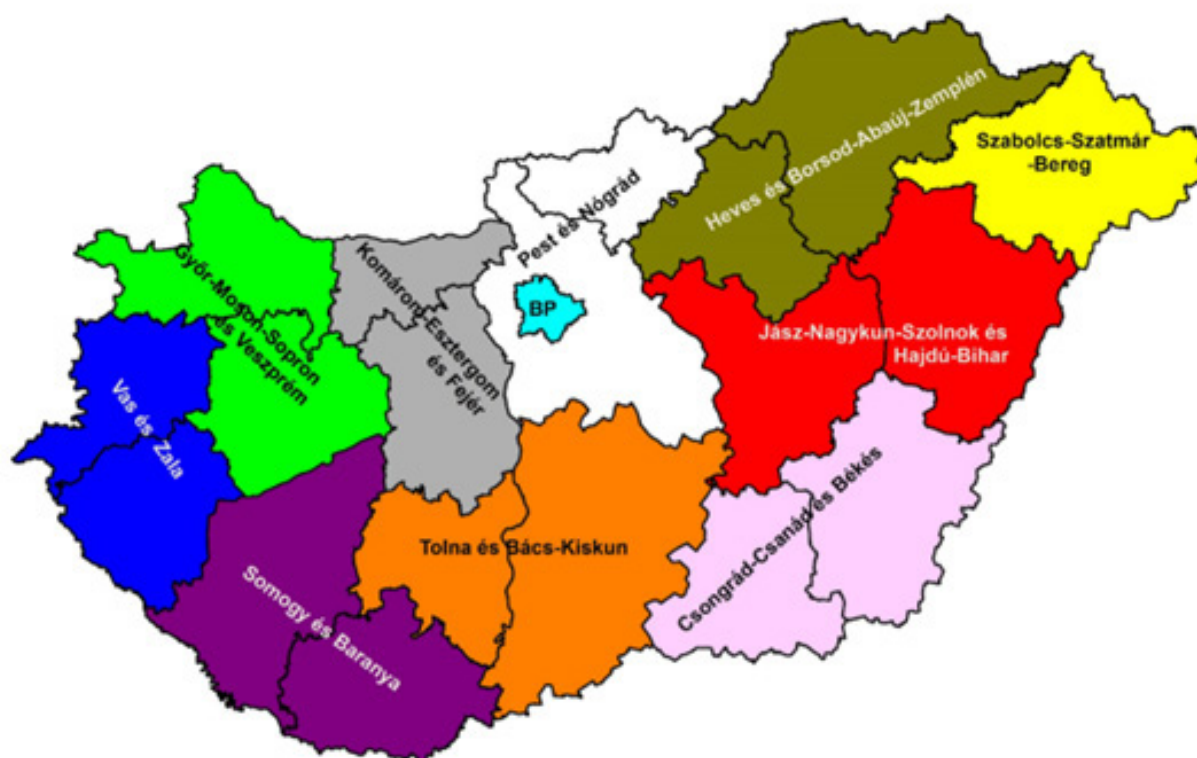 Heves és Borsod-Abaúj-Zemplén
Szabolcs-Szatmár
-Bereg
Pest és Nógrád
Győr-Moson-Sopron
és Veszprém
Komárom-Esztergom
és Fejér
BP
Jász-Nagykun-Szolnok és
Hajdú-Bihar
Vas és Zala
Csongrád-Csanád és Békés
Tolna és Bács-Kiskun
Somogy és Baranya